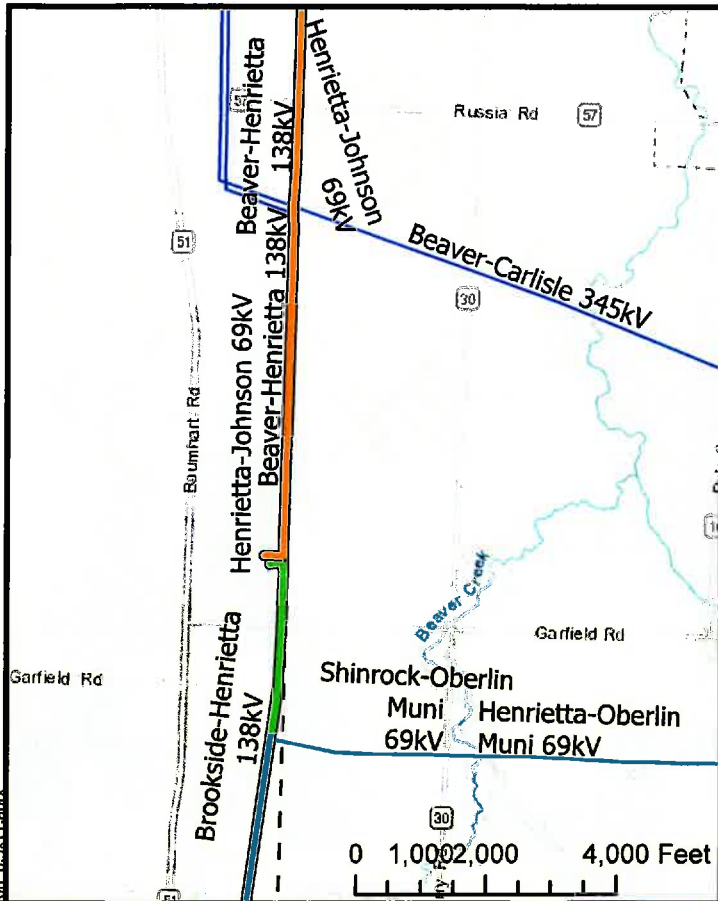 Henrietta-Johnson
69kV
Beaver-Henrietta
138kV
Russia Rd
57
51
Beaver-Carlisle 345kV
30
Henrietta-Johnson 69kV
Beaver-Henrietta 138kV
Baumhart Rd
Beaver Creek
Garfield Rd
Garfield Rd
Brookside-Henrietta
138kV
Shinrock-Oberlin
Muni
69kV
Henrietta-Oberlin
Muni 69kV
30
0 1,000 2,000 4,000 Feet
51